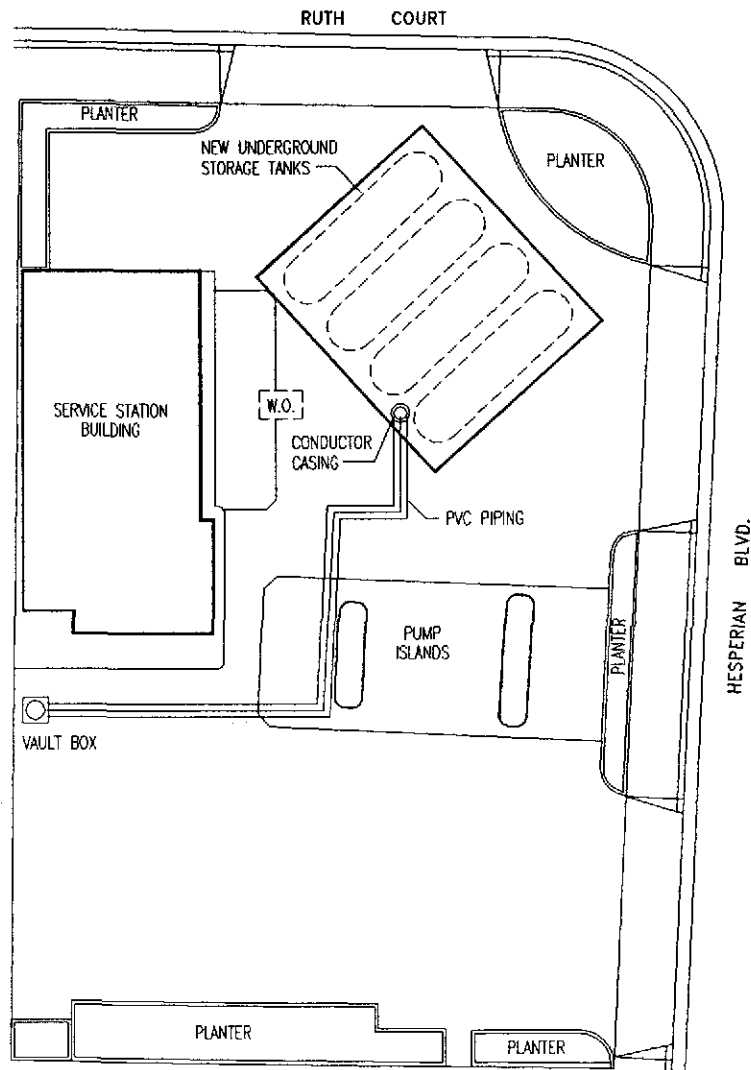 RUTH COURT
PLANTER
NEW UNDERGROUND
STORAGE TANKS
PLANTER
SERVICE STATION
BUILDING
W.O.
CONDUCTOR
CASING
PVC PIPING
HESPERIAN BLVD.
PUMP
ISLANDS
PLANTER
VAULT BOX
PLANTER
PLANTER